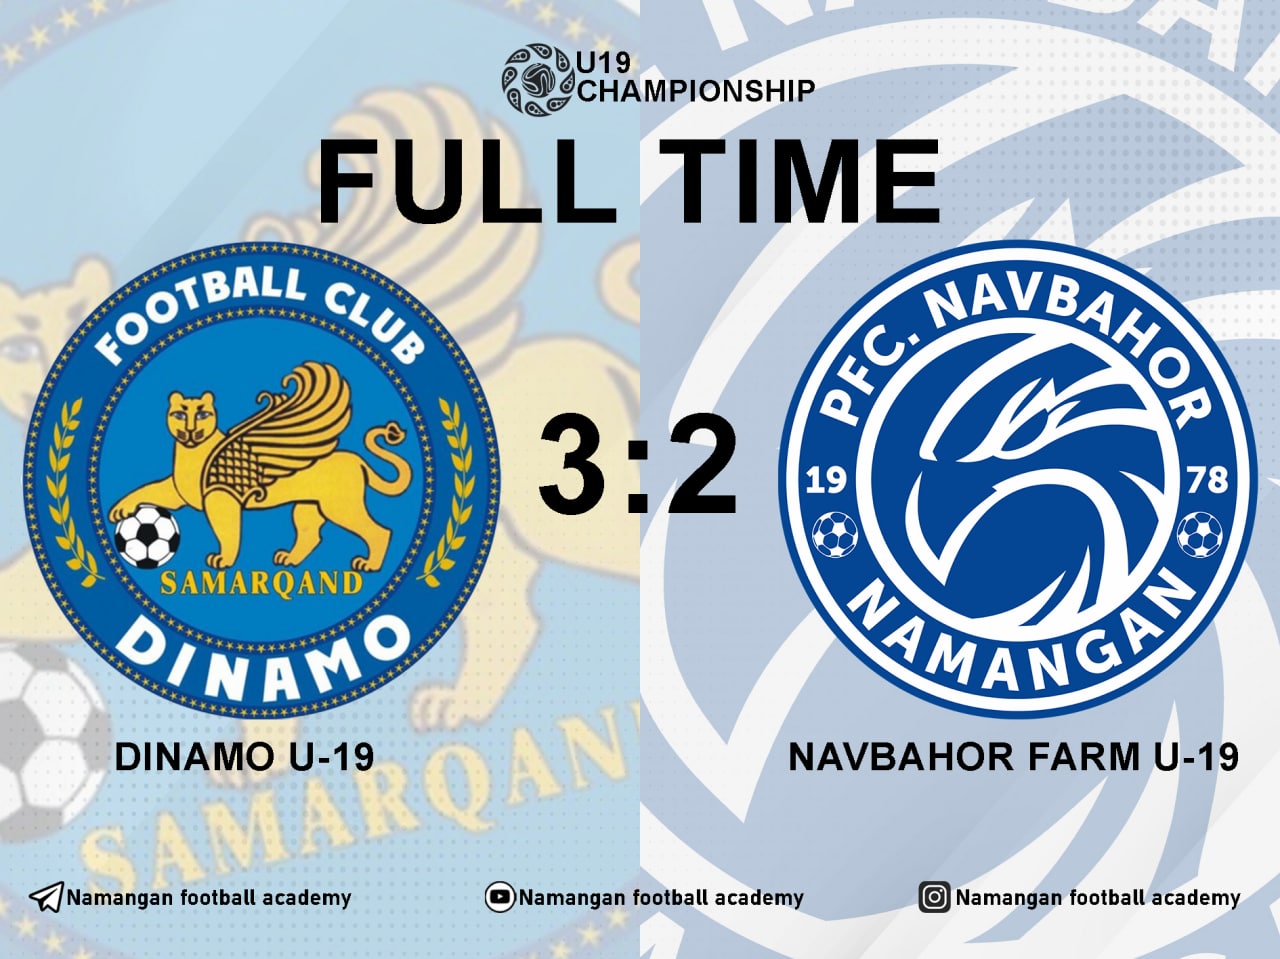 U19
CHAMPIONSHIP
FULL TIME
FOOTBALL CLUB
SAMARQAND
DINAMO
3:2
PFC. NAVBAHOR
19 78
NAMANGAN
DINAMO U-19
NAVBAHOR FARM U-19
SAMARQAND
Namangan football academy
Namangan football academy
Namangan football academy